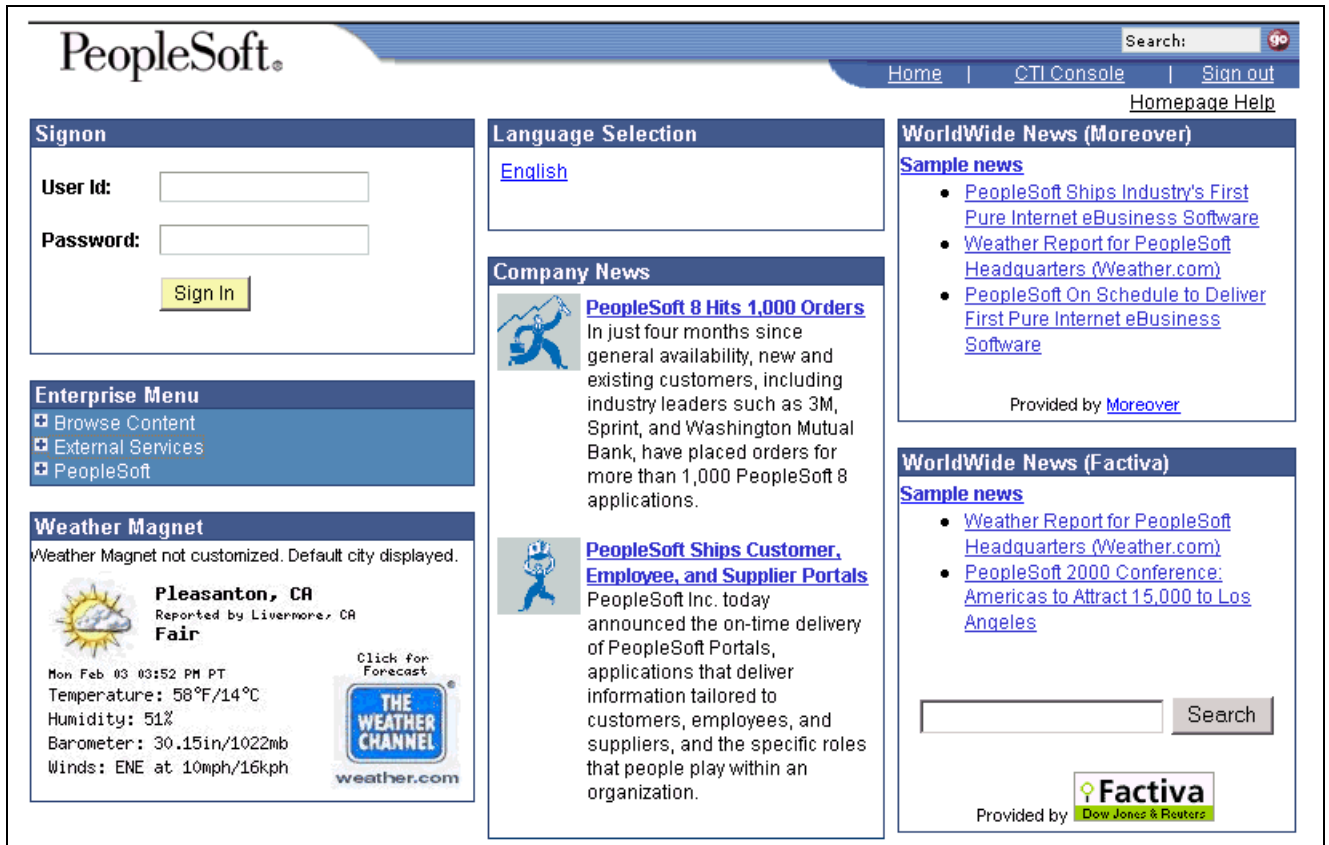 PeopleSoft®
Search: go
Home | CTI Console | Sign out
Homepage Help
Signon
User Id:
Password:
Sign In
Enterprise Menu
Browse Content
External Services
PeopleSoft
Weather Magnet
Weather Magnet not customized. Default city displayed.
Pleasanton, CA
Reported by Livermore, CA
Fair
Mon Feb 03 03:52 PM PT
Temperature: 58°F/14°C
Humidity: 51%
Barometer: 30.15in/1022mb
Winds: ENE at 10mph/16kph
Click for
Forecast
THE
WEATHER
CHANNEL®
weather.com
Language Selection
English
Company News
PeopleSoft 8 Hits 1,000 Orders
In just four months since
general availability, new and
existing customers, including
industry leaders such as 3M,
Sprint, and Washington Mutual
Bank, have placed orders for
more than 1,000 PeopleSoft 8
applications.
PeopleSoft Ships Customer,
Employee, and Supplier Portals
PeopleSoft Inc. today
announced the on-time delivery
of PeopleSoft Portals,
applications that deliver
information tailored to
customers, employees, and
suppliers, and the specific roles
that people play within an
organization.
WorldWide News (Moreover)
Sample news
PeopleSoft Ships Industry's First
Pure Internet eBusiness Software
Weather Report for PeopleSoft
Headquarters (Weather.com)
PeopleSoft On Schedule to Deliver
First Pure Internet eBusiness
Software
Provided by Moreover
WorldWide News (Factiva)
Sample news
Weather Report for PeopleSoft
Headquarters (Weather.com)
PeopleSoft 2000 Conference:
Americas to Attract 15,000 to Los
Angeles
Search
Provided by Factiva
Dow Jones & Reuters